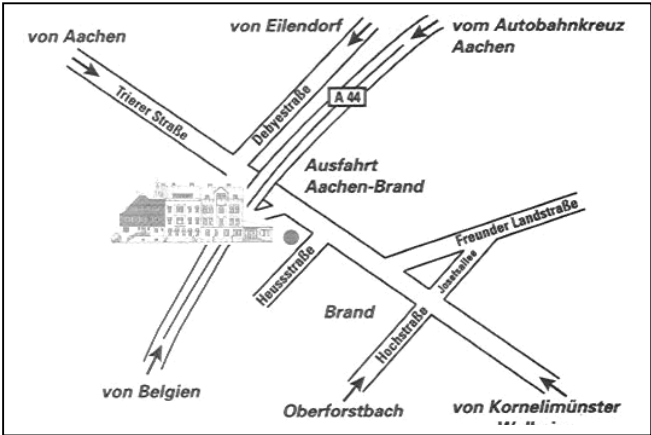 von Aachen
von Eilendorf
vom Autobahnkreuz
Aachen
Trierer Straße
Debyestraße
A 44
Ausfahrt
Aachen-Brand
Freunder Landstraße
Josefsallee
Heussstraße
Brand
Hochstraße
von Belgien
Oberforstbach
von Kornelimünster